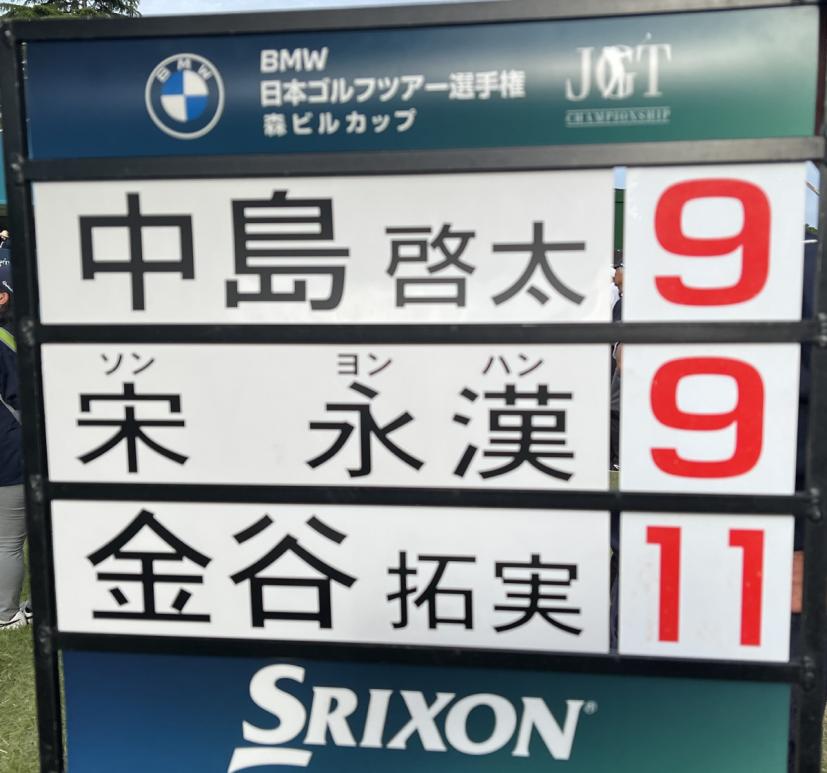 BMW
BMW
日本ゴルフツアー選手権
森ビルカップ
JGT
CHAMPIONSHIP
中島 啓太 9
ソン ヨン ハン
宋 永 漢 9
金谷 拓実 11
SRIXON®